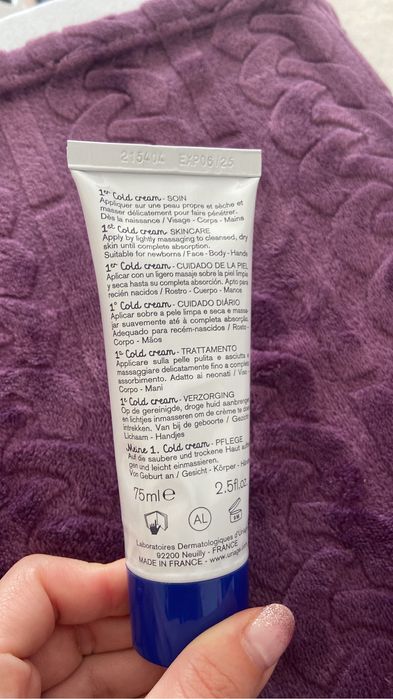 215404 EXP06/25
1er Cold cream - SOIN
Appliquer sur une peau propre et sèche et
masser délicatement pour faire pénétrer.
Dès la naissance / Visage - Corps - Mains
1st Cold cream SKINCARE
Apply by lightly massaging to cleansed, dry
skin until complete absorption.
Suitable for newborns / Face - Body - Hands
1er Cold cream - CUIDADO DE LA PIEL
Aplicar con un ligero masaje sobre la piel limpia
y seca hasta su completa absorción. Apto para
recién nacidos / Rostro - Cuerpo - Manos
1º Cold cream - CUIDADO DIÁRIO
Aplicar sobre a pele limpa e seca e massa-
jar suavemente até à completa absorção.
Adequado para recém-nascidos / Rosto -
Corpo - Mãos
1a Cold cream - TRATTAMENTO
Applicare sulla pelle pulita e asciutta e
massaggiare delicatamente fino a completo
assorbimento. Adatto ai neonati / Viso -
Corpo - Mani
1e Cold cream - VERZORGING
Op de gereinigde, droge huid aanbrengen
en lichtjes inmasseren om de crème te doen
intrekken. Van bij de geboorte / Gezicht -
Lichaam - Handjes
Meine 1. Cold cream - PFLEGE
Auf die saubere und trockene Haut
gen und leicht einmassieren.
Von Geburt an / Gesicht - Körper -
75ml e 2.5fl.oz
AL
Laboratoires Dermatologiques d'Uriage
92200 Neuilly - FRANCE
MADE IN FRANCE - www.uriage.